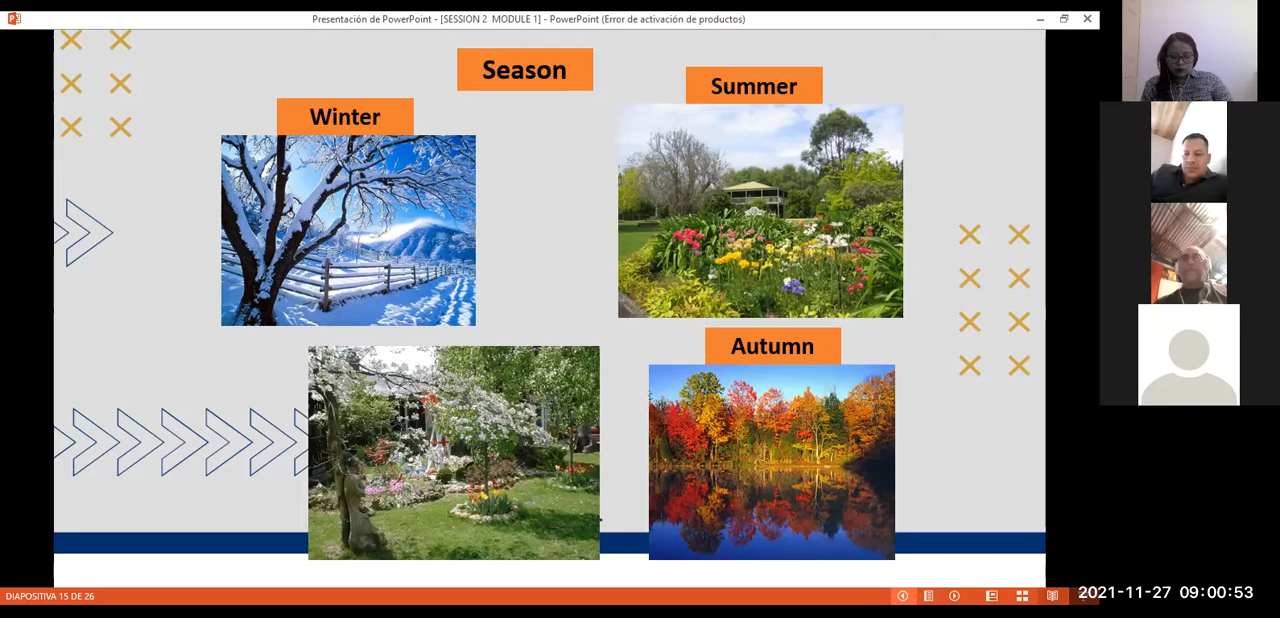 Presentación de PowerPoint - [SESSION 2 MODULE 1] - PowerPoint (Error de activación de productos)
Season
Summer
Winter
Autumn
DIAPOSITIVA 15 DE 26
2021-11-27 09:00:53